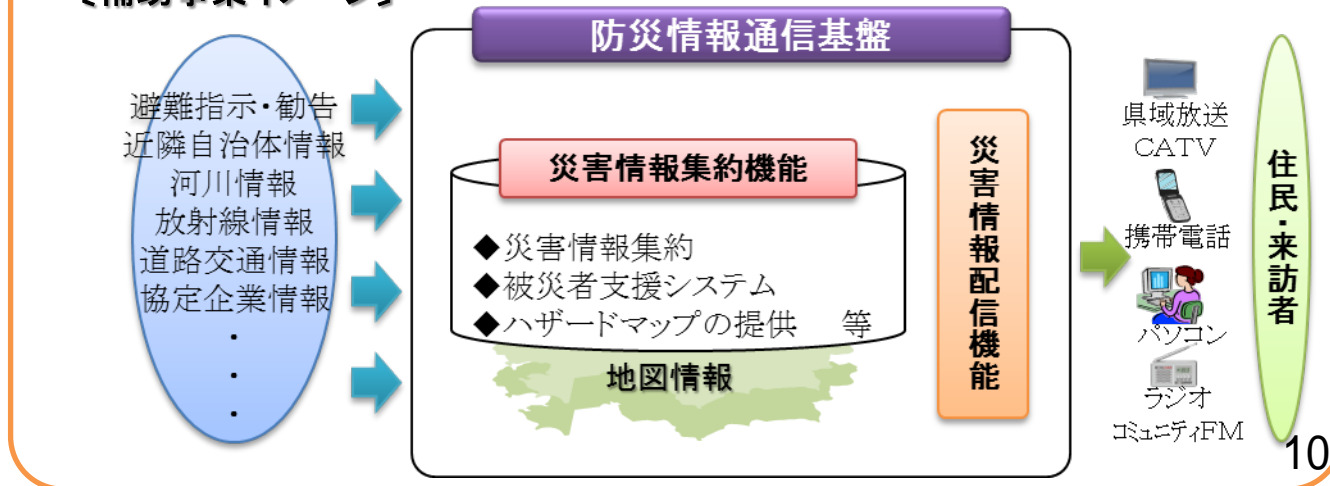 防災情報通信基盤
避難指示・勧告
近隣自治体情報
河川情報
放射線情報
道路交通情報
協定企業情報
・
・
・
災害情報集約機能
◆災害情報集約
◆被災者支援システム
◆ハザードマップの提供　等
地図情報
災害情報配信機能
県域放送
CATV
携帯電話
パソコン
ラジオ
コミュニティFM
住民・来訪者
10